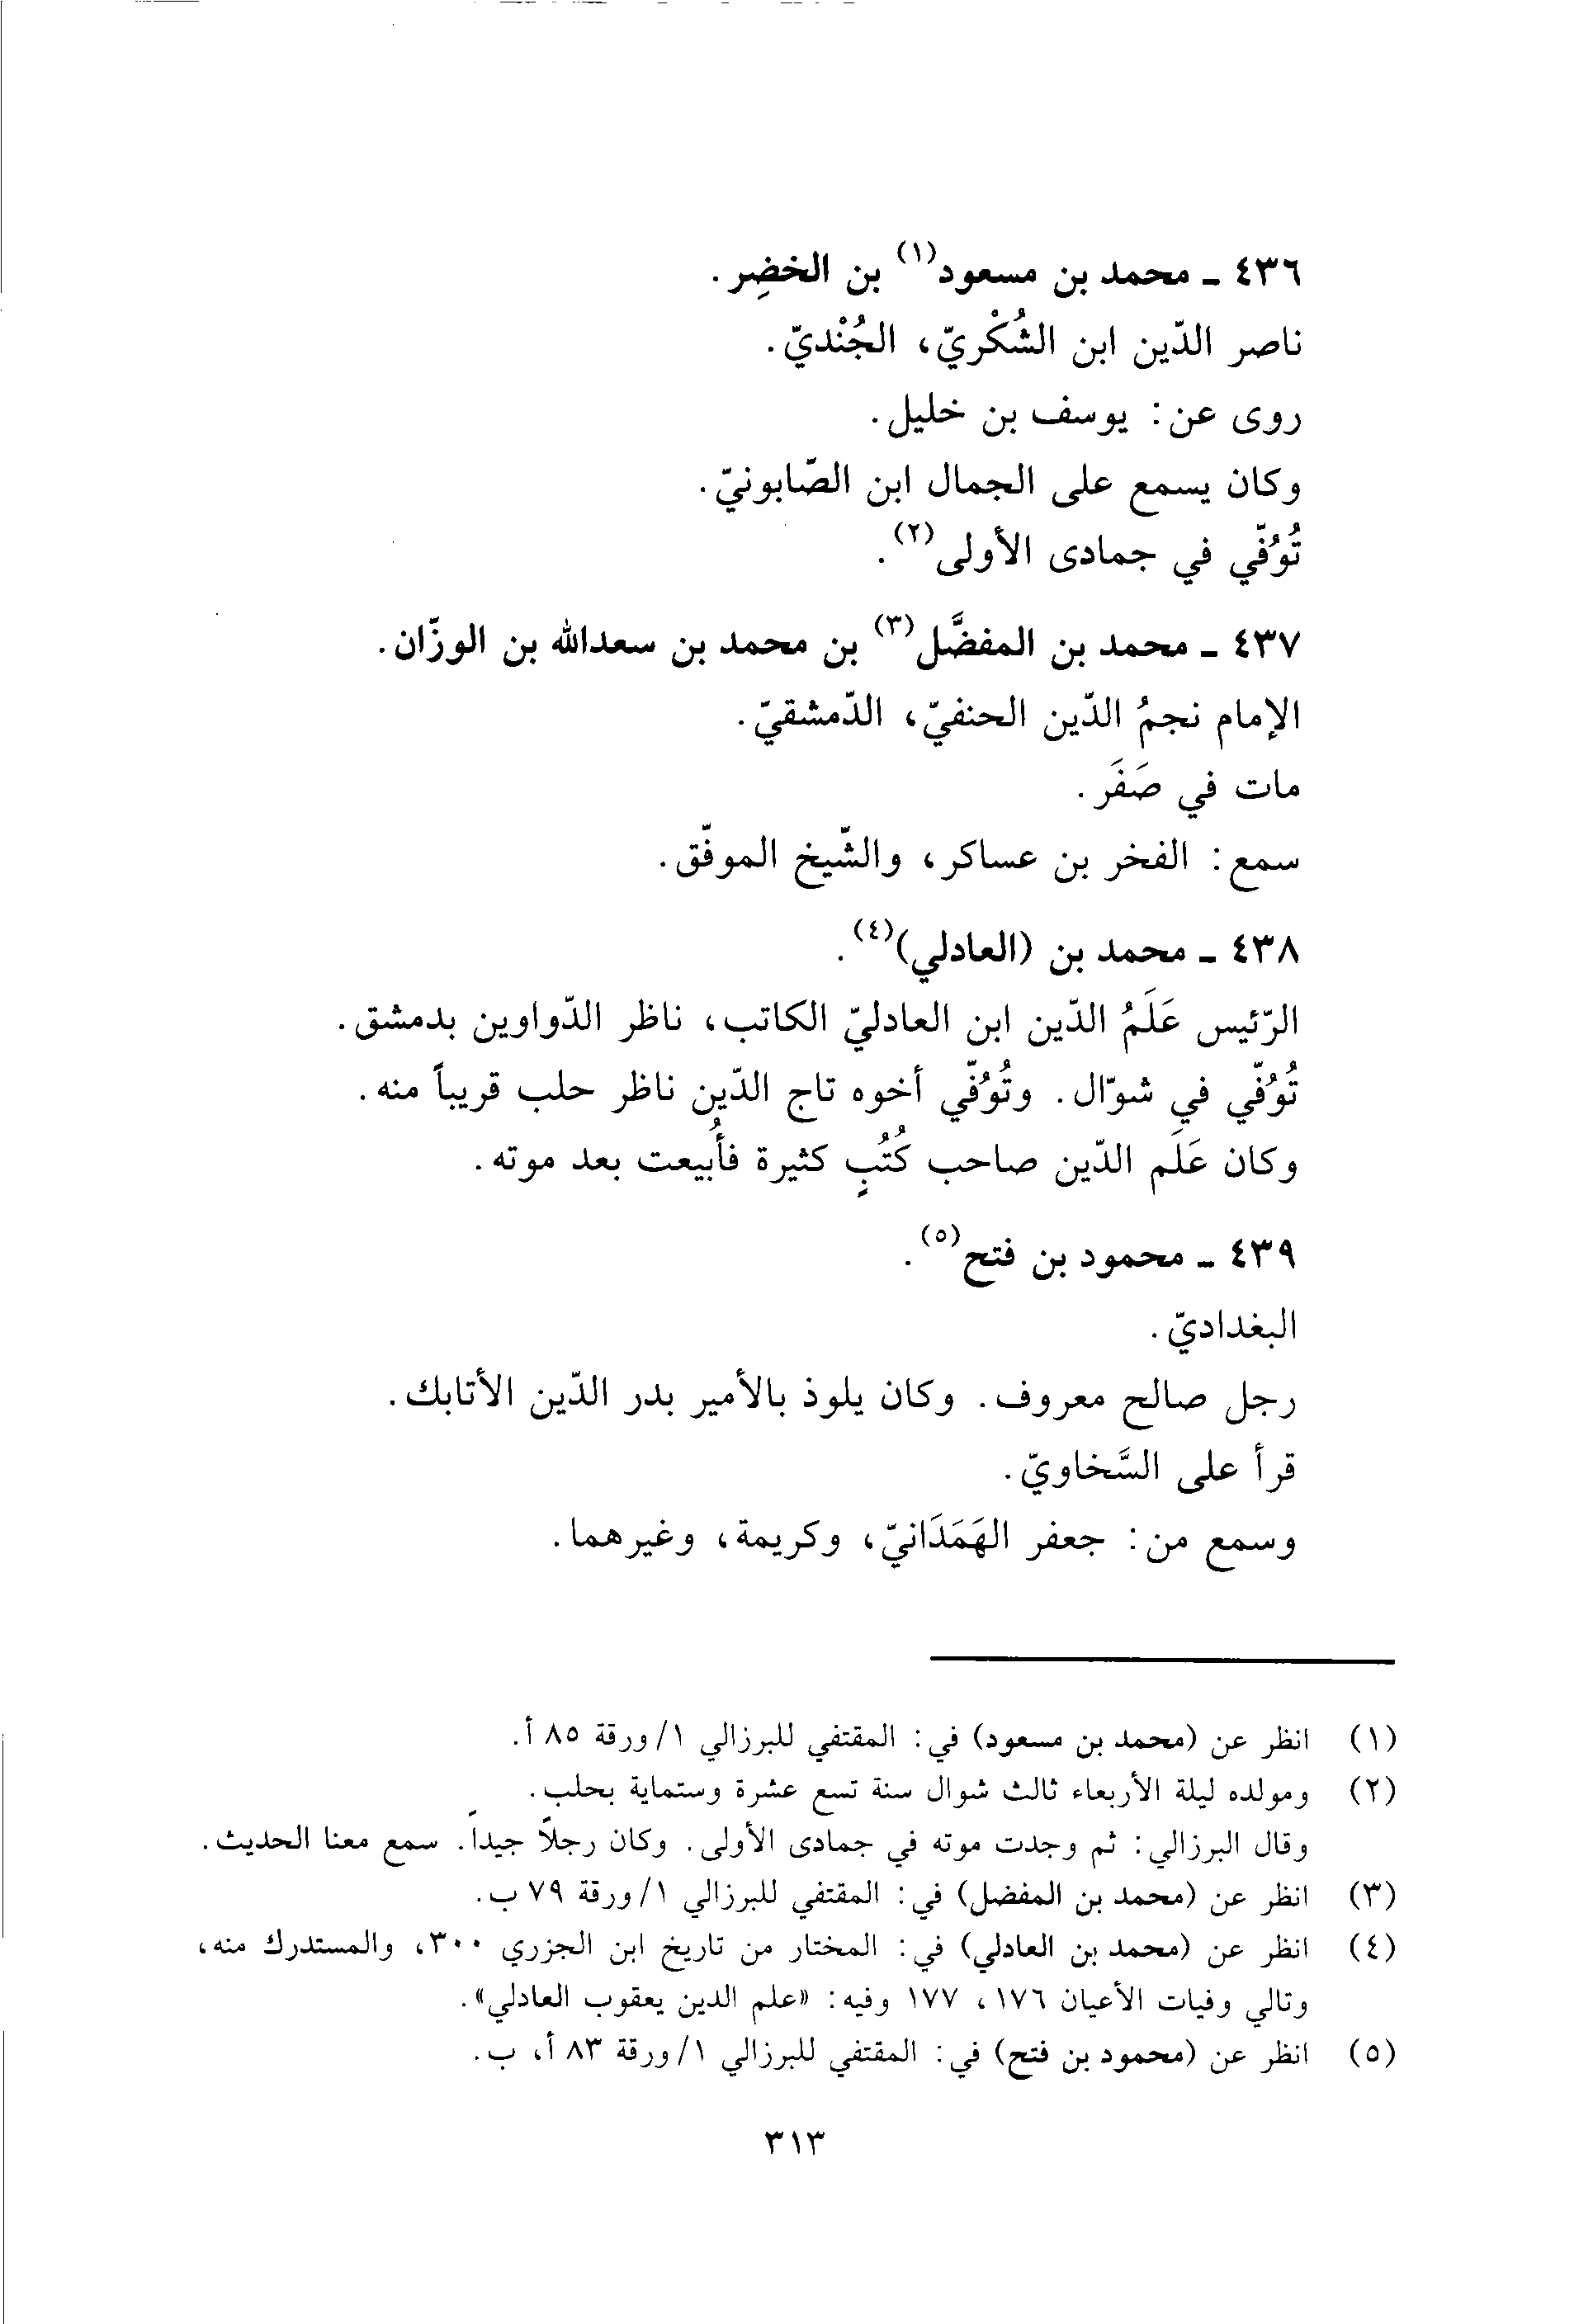 ٤٣٦ - محمد بن مسعود(١) بن الخضِر.
ناصر الدّين ابن الشُكْريّ، الجُنْديّ.
روى عن: يوسف بن خليل.
وكان يسمع على الجمال ابن الصّابونيّ.
تُوُفّي في جمادى الأولى(٢).
٤٣٧ - محمد بن المفضَّل(٣) بن محمد بن سعدالله بن الوزّان.
الإمام نجمُ الدّين الحنفيّ، الدّمشقيّ.
مات في صَفَر.
سمع: الفخر بن عساكر، والشّيخ الموفّق.
٤٣٨ - محمد بن (العادلي)(٤).
الرّئيس عَلَمُ الدّين ابن العادليّ الكاتب، ناظر الدّواوين بدمشق.
تُوُفّي في شوّال. وتُوُفّي أخوه تاج الدّين ناظر حلب قريباً منه.
وكان عَلَم الدّين صاحب كُتُبٍ كثيرة فأُبيعت بعد موته.
٤٣٩ - محمود بن فتح(٥).
البغداديّ.
رجل صالح معروف. وكان يلوذ بالأمير بدر الدّين الأتابك.
قرأ على السَّخاويّ.
وسمع من: جعفر الهَمَدَانيّ، وكريمة، وغيرهما.
(١) انظر عن (محمد بن مسعود) في: المقتفي للبرزالي ١/ورقة ٨٥ أ.
(٢) ومولده ليلة الأربعاء ثالث شوال سنة تسع عشرة وستماية بحلب.
وقال البرزالي: ثم وجدت موته في جمادى الأولى. وكان رجلاً جيداً. سمع معنا الحديث.
(٣) انظر عن (محمد بن المفضل) في: المقتفي للبرزالي ١/ورقة ٧٩ ب.
(٤) انظر عن (محمد بن العادلي) في: المختار من تاريخ ابن الجزري ٣٠٠، والمستدرك منه،
وتالي وفيات الأعيان ١٧٦، ١٧٧ وفيه: «علم الدين يعقوب العادلي».
(٥) انظر عن (محمود بن فتح) في: المقتفي للبرزالي ١/ورقة ٨٣ أ، ب.
٣١٣